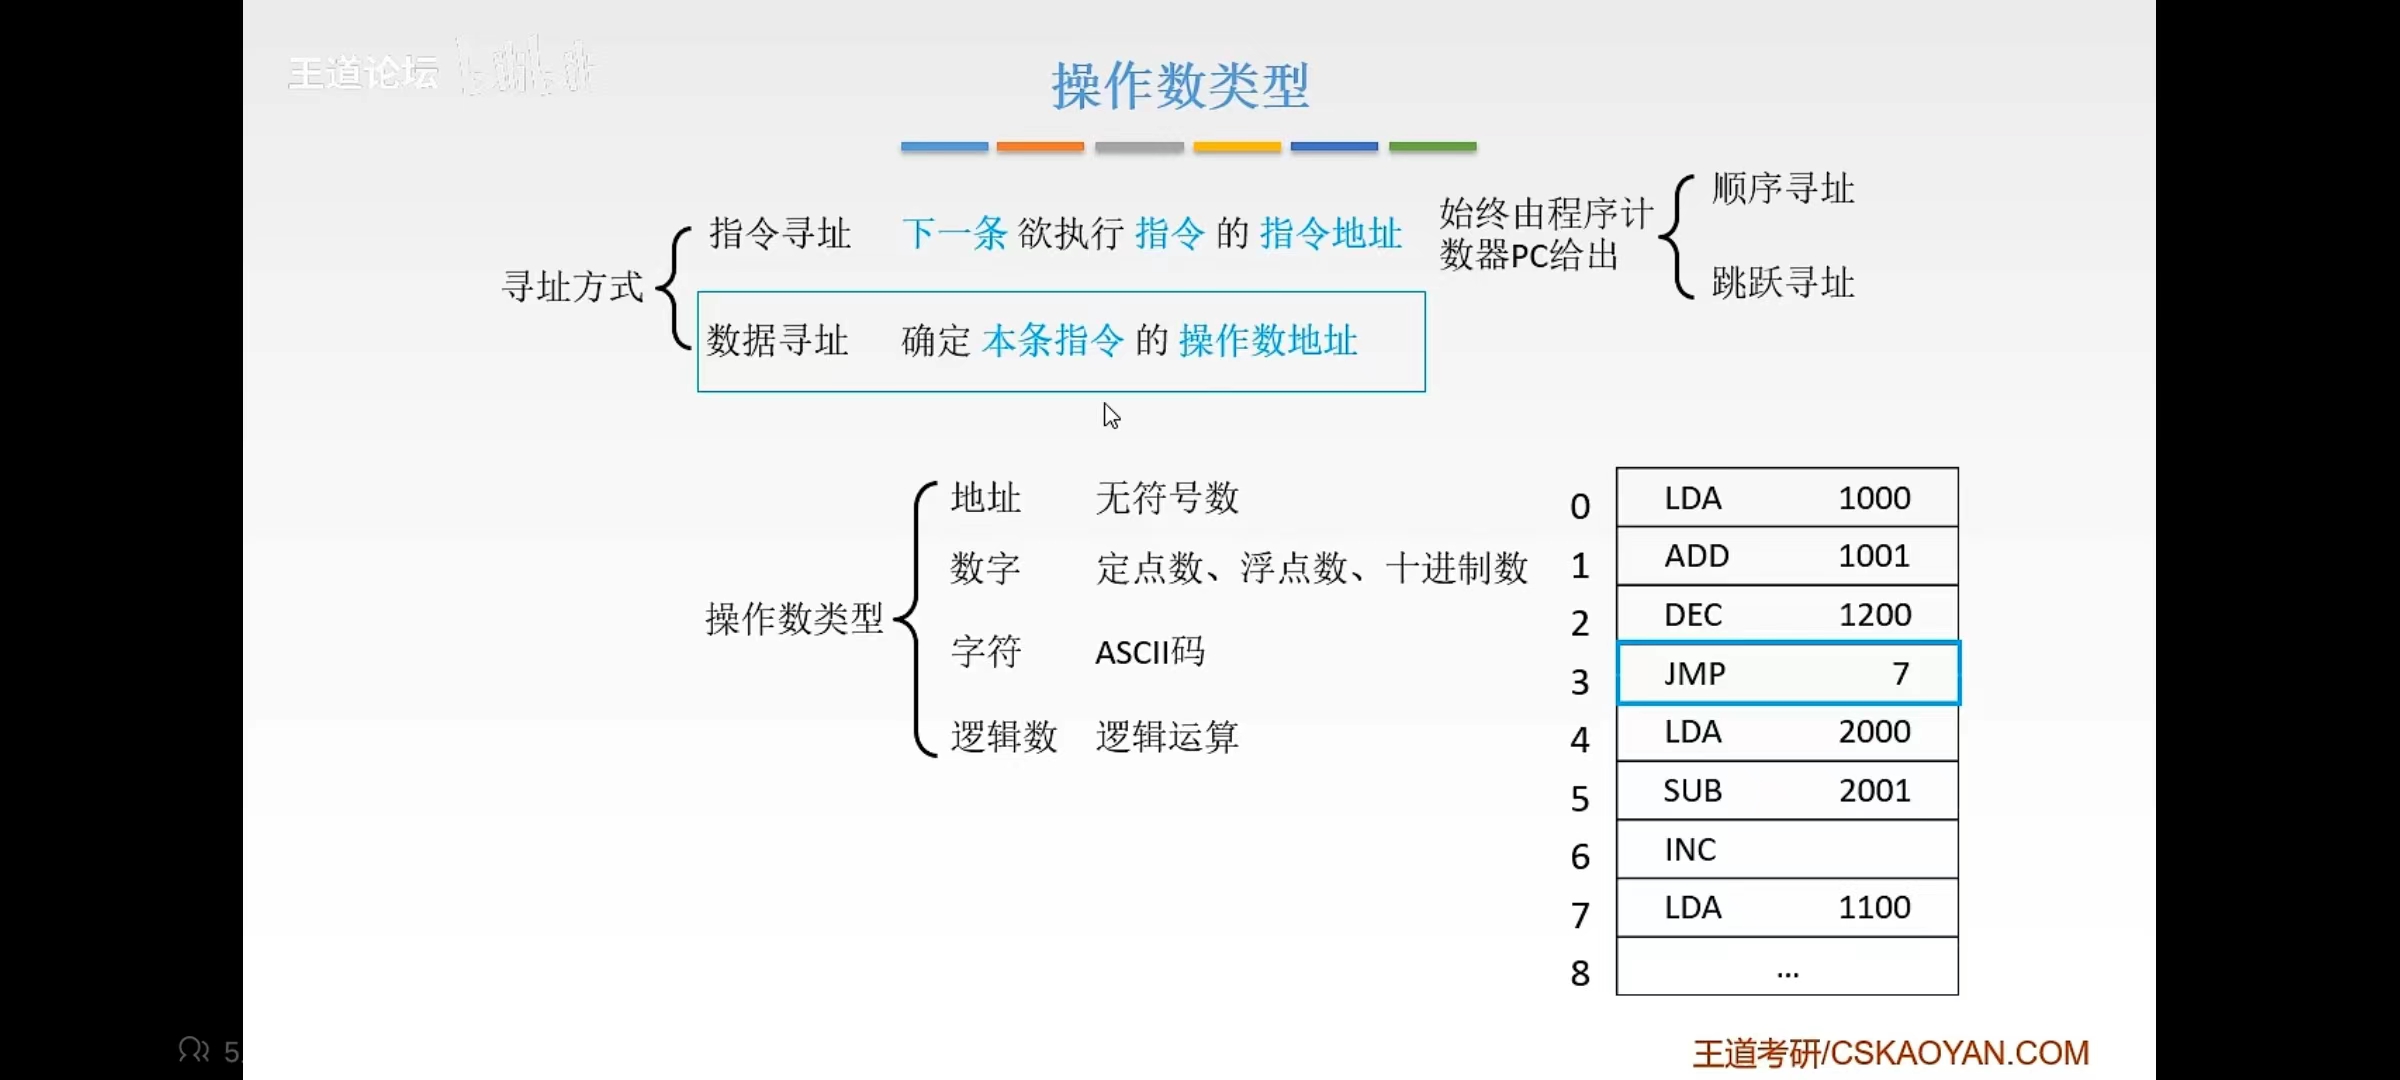 王道论坛
操作数类型
寻址方式
指令寻址 下一条 欲执行 指令 的 指令地址
始终由程序计
数器PC给出
顺序寻址
跳跃寻址
数据寻址 确定 本条指令 的 操作数地址
操作数类型
地址 无符号数
数字 定点数、浮点数、十进制数
字符 ASCII码
逻辑数 逻辑运算
0 LDA 1000
1 ADD 1001
2 DEC 1200
3 JMP 7
4 LDA 2000
5 SUB 2001
6 INC
7 LDA 1100
8 ...
王道考研/CSKAOYAN.COM